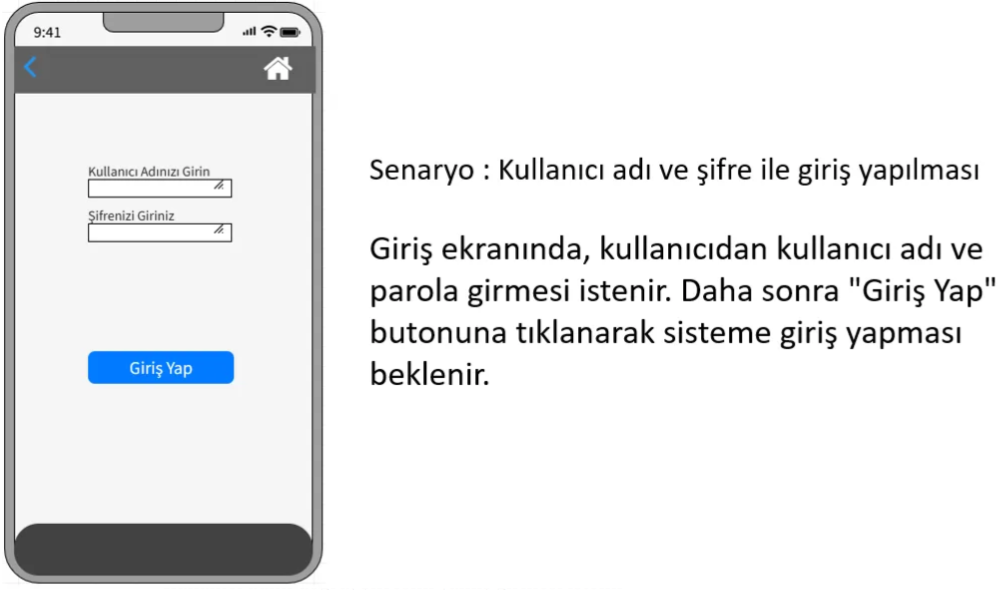 9:41
Kullanıcı Adınızı Girin
Şifrenizi Giriniz
Giriş Yap
Senaryo : Kullanıcı adı ve şifre ile giriş yapılması
Giriş ekranında, kullanıcıdan kullanıcı adı ve
parola girmesi istenir. Daha sonra "Giriş Yap"
butonuna tıklanarak sisteme giriş yapması
beklenir.